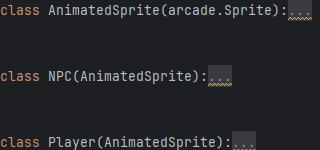 class AnimatedSprite(arcade.Sprite):...
class NPC(AnimatedSprite):...
class Player(AnimatedSprite):...